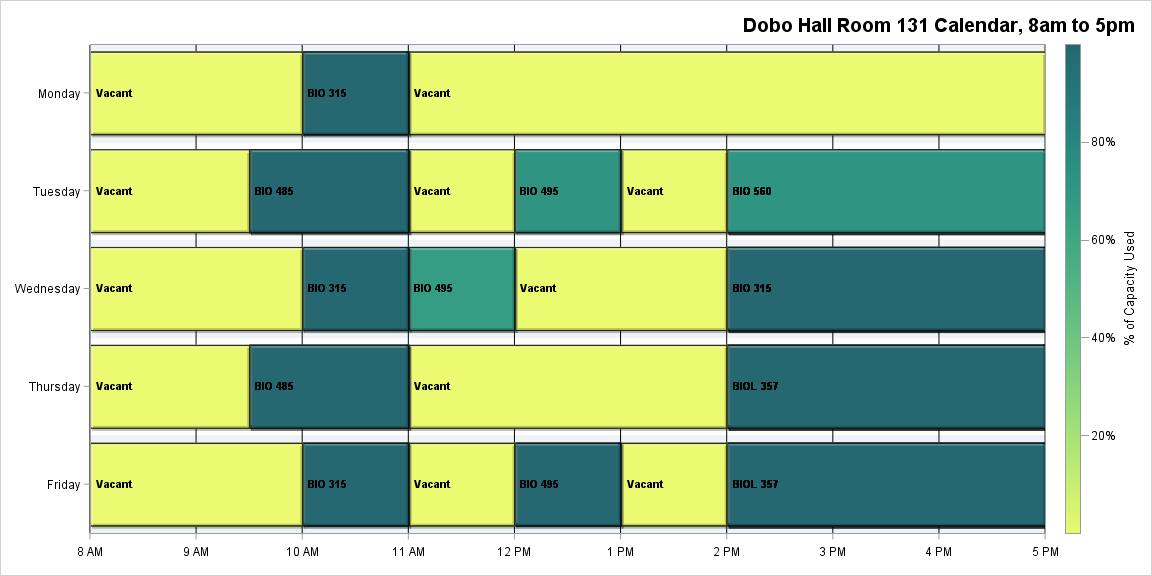 Dobo Hall Room 131 Calendar, 8am to 5pm
Monday
Vacant
BIO 315
Vacant
Tuesday
Vacant
BIO 485
Vacant
BIO 495
Vacant
BIO 560
Wednesday
Vacant
BIO 315
BIO 495
Vacant
BIO 315
Thursday
Vacant
BIO 485
Vacant
BIOL 357
Friday
Vacant
BIO 315
Vacant
BIO 495
Vacant
BIOL 357
8 AM
9 AM
10 AM
11 AM
12 PM
1 PM
2 PM
3 PM
4 PM
5 PM
80%
60%
40%
20%
% of Capacity Used